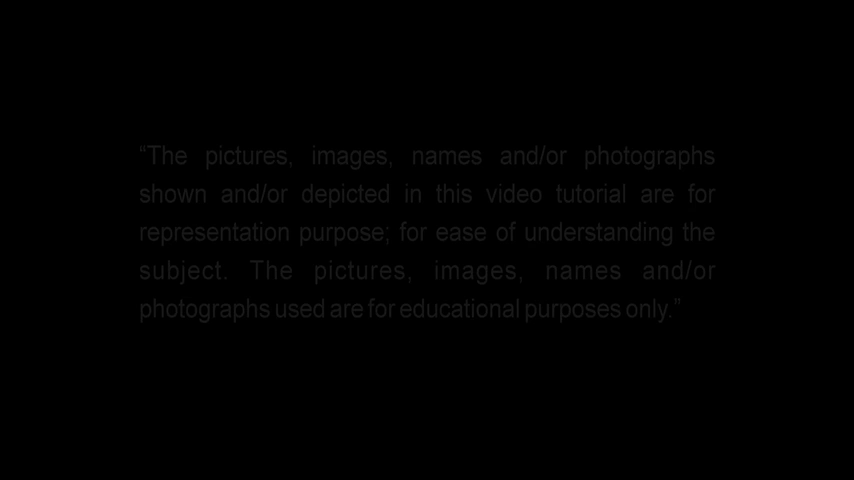 “The pictures, images, names and/or photographs
shown and/or depicted in this video tutorial are for
representation purpose; for ease of understanding the
subject. The pictures, images, names and/or
photographs used are for educational purposes only.”